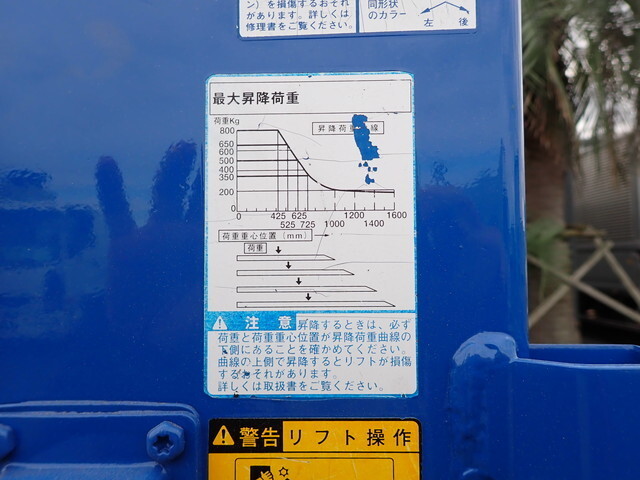 ン）を損傷するおそれ
があります。詳しくは
修理書をご覧ください。
同形状
のカラー
左 後
最大昇降荷重
荷重Kg
昇降荷 線
800
650
600
500
400
350
200
0
0 425 625 1200 1600
525 725 1000 1400
荷重重心位置（mm）
荷重
注意 昇降するときは、必ず
荷重と荷重重心位置が昇降荷重曲線の
下側にあることを確かめてください。
曲線の上側で昇降するとリフトが損傷
するおそれがあります。
詳しくは取扱書をご覧ください。
警告 リフト操作